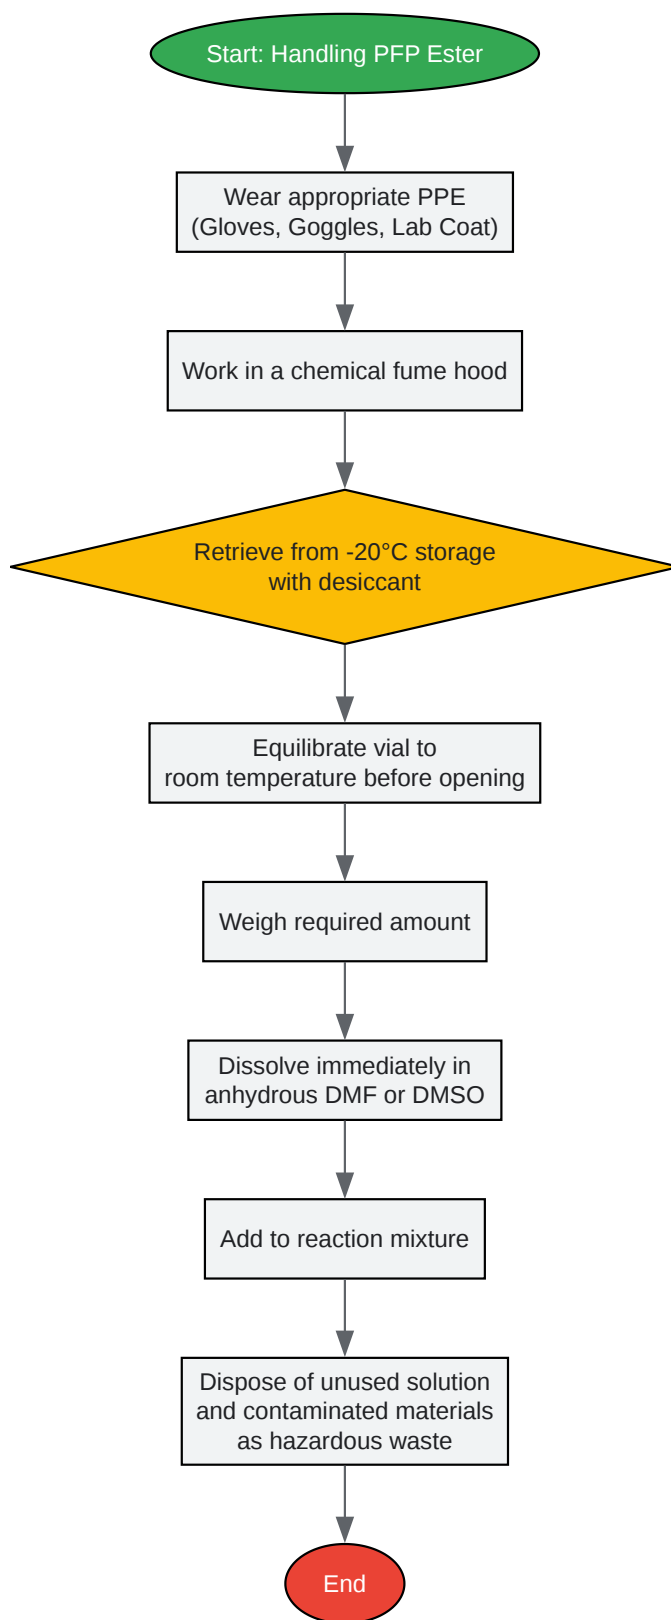 Start: Handling PFP Ester
Wear appropriate PPE
(Gloves, Goggles, Lab Coat)
Work in a chemical fume hood
Retrieve from -20°C storage
with desiccant
Equilibrate vial to
room temperature before opening
Weigh required amount
Dissolve immediately in
anhydrous DMF or DMSO
Add to reaction mixture
Dispose of unused solution
and contaminated materials
as hazardous waste
End